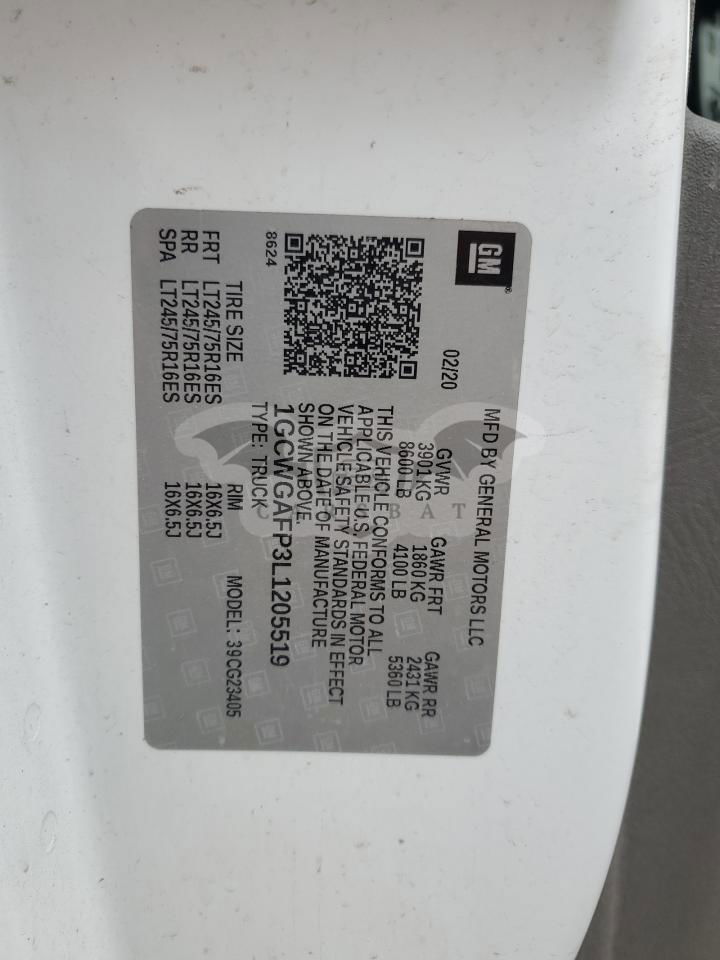 GM
MFD BY GENERAL MOTORS LLC
02/20
GVWR GAWR FRT GAWR RR
3901 KG 1860 KG 2431 KG
8600 LB 4100 LB 5360 LB
THIS VEHICLE CONFORMS TO ALL
APPLICABLE U.S. FEDERAL MOTOR
VEHICLE SAFETY STANDARDS IN EFFECT
ON THE DATE OF MANUFACTURE
SHOWN ABOVE.
1GCWGAFP3L1205519
8624
TYPE: TRUCK MODEL: 39CG23405
TIRE SIZE RIM
FRT LT245/75R16ES 16X6.5J
RR LT245/75R16ES 16X6.5J
SPA LT245/75R16ES 16X6.5J